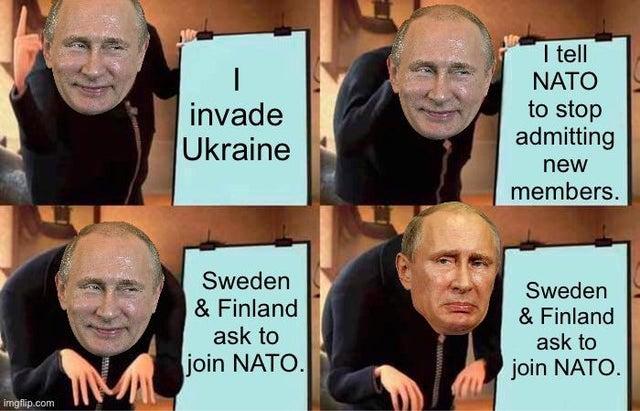 I
invade
Ukraine
I tell
NATO
to stop
admitting
new
members.
Sweden
& Finland
ask to
join NATO.
Sweden
& Finland
ask to
join NATO.
imgflip.com